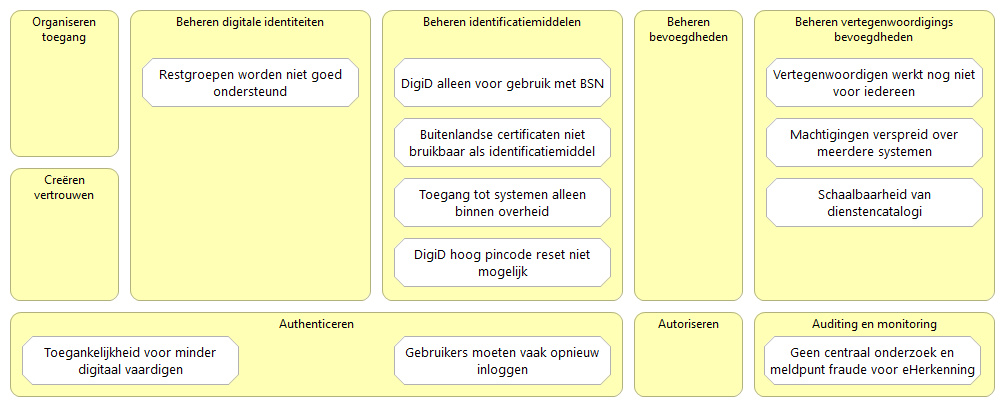 Organiseren
toegang
Creëren
vertrouwen
Beheren digitale identiteiten
Restgroepen worden niet goed
ondersteund
Beheren identificatiemiddelen
DigiD alleen voor gebruik met BSN
Buitenlandse certificaten niet
bruikbaar als identificatiemiddel
Toegang tot systemen alleen
binnen overheid
DigiD hoog pincode reset niet
mogelijk
Beheren
bevoegdheden
Beheren vertegenwoordigings
bevoegdheden
Vertegenwoordigen werkt nog niet
voor iedereen
Machtigingen verspreid over
meerdere systemen
Schaalbaarheid van
dienstencatalogi
Authenticeren
Toegankelijkheid voor minder
digitaal vaardigen
Gebruikers moeten vaak opnieuw
inloggen
Autoriseren
Auditing en monitoring
Geen centraal onderzoek en
meldpunt fraude voor eHerkenning